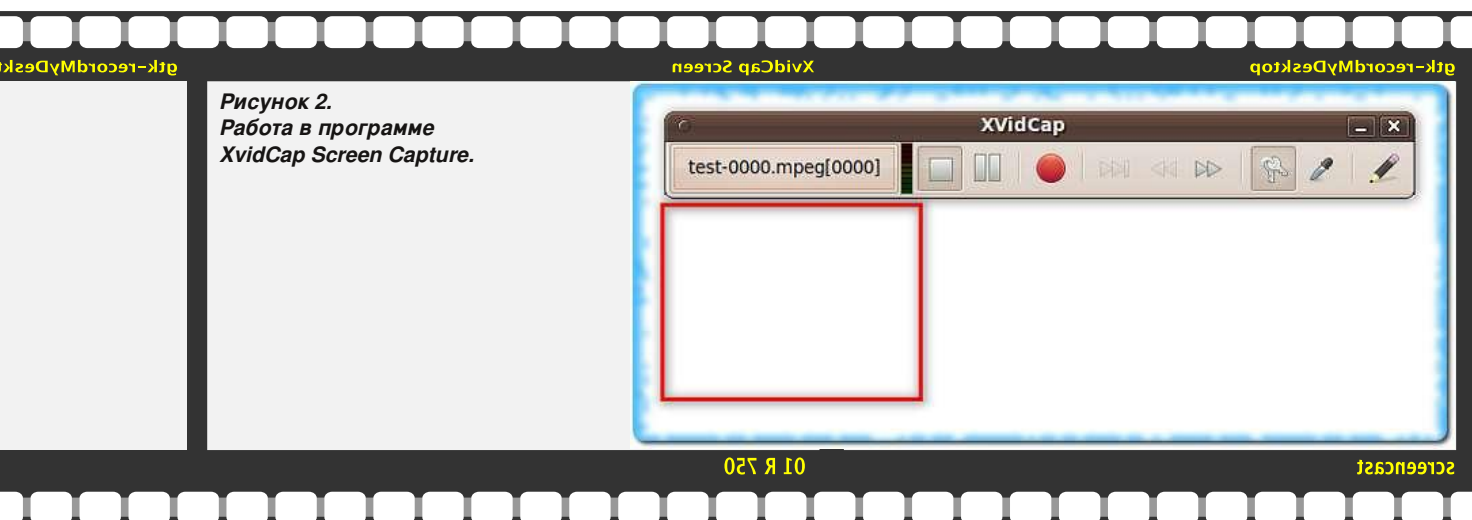 gtk-recordMyDeskt
XvidCap Screen
gtk-recordMyDesktop
Рисунок 2.
Работа в программе
XvidCap Screen Capture.
XVidCap
test-0000.mpeg[0000]
01 R 750
screencast